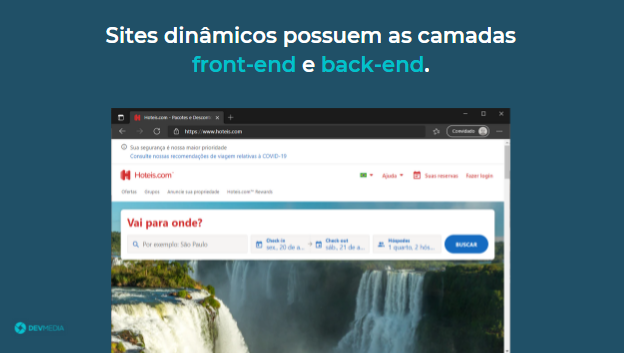 Sites dinâmicos possuem as camadas
front-end e back-end.
Hoteis.com - Pacotes e Descont
https://www.hoteis.com
Convidado
Sua segurança é nossa maior prioridade
Consulte nossas recomendações de viagem relativas à COVID-19
Hoteis.com
Ajuda
Suas reservas
Fazer login
Ofertas
Grupos
Anuncie sua propriedade
Hoteis.com™ Rewards
Vai para onde?
Por exemplo: São Paulo
Check-in
sex., 20 de a...
Check-out
sáb., 21 de a...
Hóspedes
1 quarto, 2 hós...
BUSCAR
DEVMEDIA